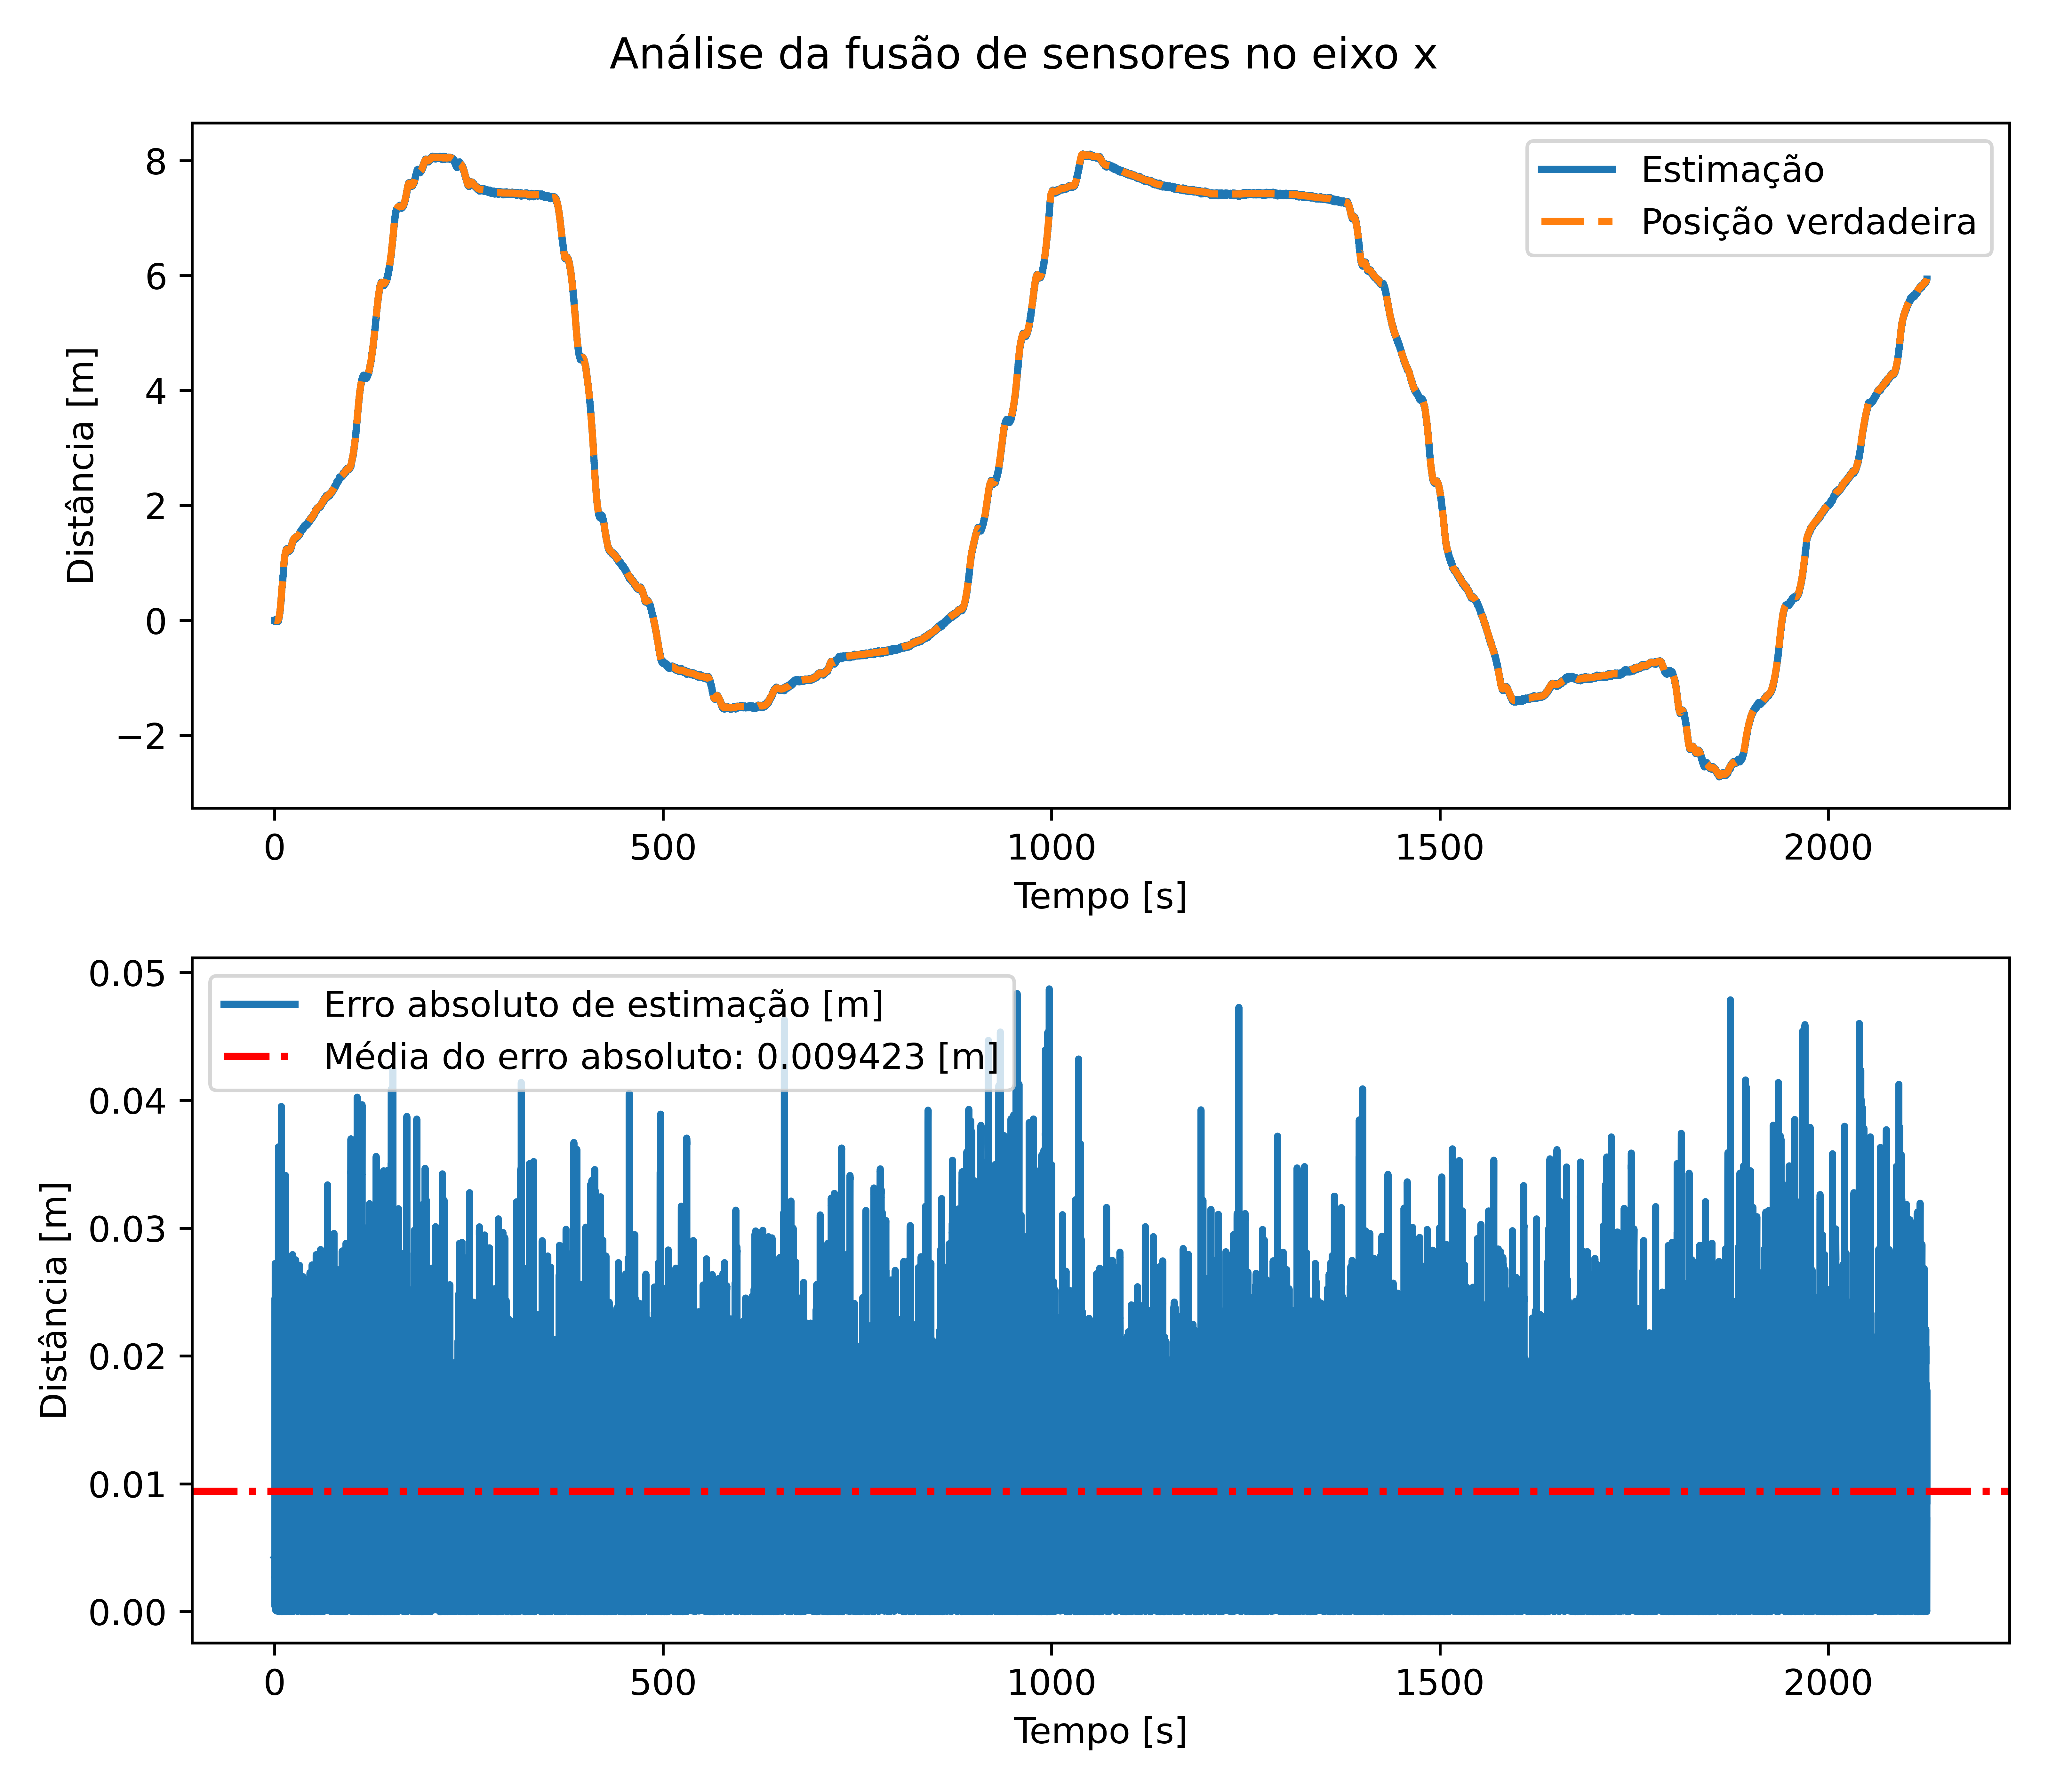 Análise da fusão de sensores no eixo x
8
6
4
2
0
−2
Distância [m]
Estimação
Posição verdadeira
0 500 1000 1500 2000
Tempo [s]
0.05
0.04
0.03
0.02
0.01
0.00
Distância [m]
Erro absoluto de estimação [m]
Média do erro absoluto: 0.009423 [m]
0 500 1000 1500 2000
Tempo [s]